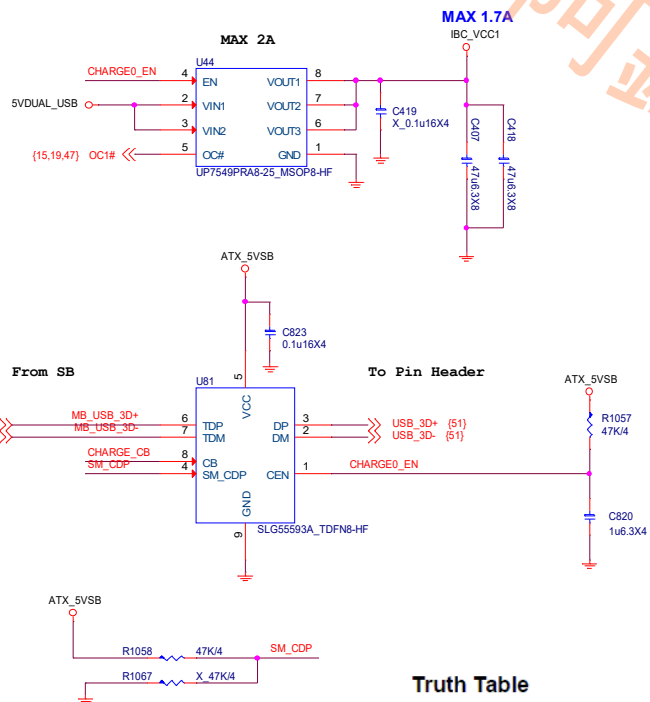 MAX 1.7A
MAX 2A
IBC_VCC1
U44
CHARGE0_EN 4 EN VOUT1 8
5VDUAL_USB 2 VIN1 VOUT2 7
3 VIN2 VOUT3 6
{15,19,47} OC1# 5 OC# GND 1
UP7549PRA8-25_MSOP8-HF
C419
X_0.1u16X4
C407
47u6.3X8
C418
47u6.3X8
ATX_5VSB
C823
0.1u16X4
From SB
To Pin Header
U81
5
VCC
MB_USB_3D+ 6 TDP DP 3 USB_3D+ {51}
MB_USB_3D- 7 TDM DM 2 USB_3D- {51}
CHARGE_CB 8 CB
SM_CDP 4 SM_CDP CEN 1 CHARGE0_EN
GND
9
SLG55593A_TDFN8-HF
ATX_5VSB
R1057
47K/4
C820
1u6.3X4
ATX_5VSB
R1058 47K/4 SM_CDP
R1067 X_47K/4
Truth Table